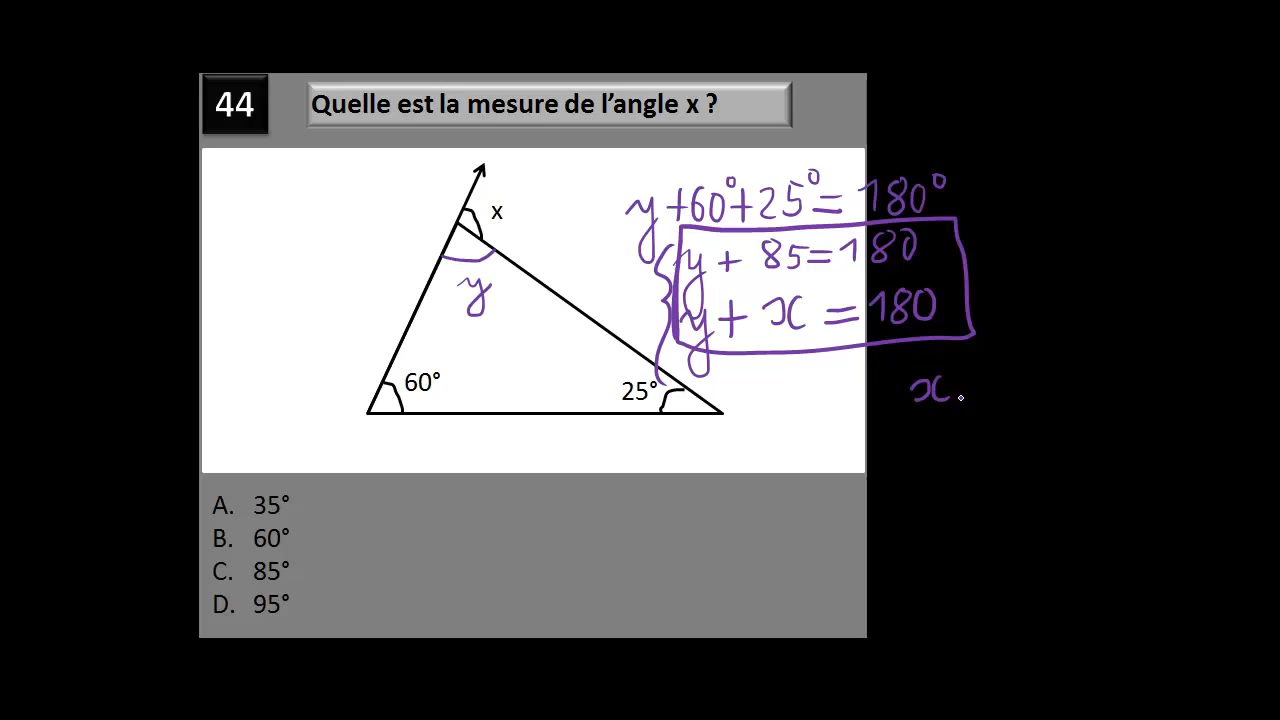 44
Quelle est la mesure de l’angle x ?
x
y
60°
25°
y+60°+25°=180°
y + 85=180
y + x = 180
x
A. 35°
B. 60°
C. 85°
D. 95°